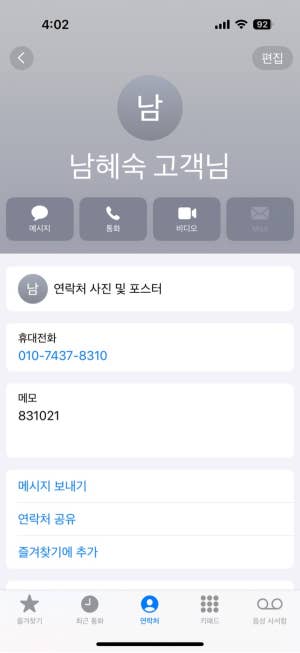 4:02
92
편집
남
남혜숙 고객님
메시지
통화
비디오
Mail
남
연락처 사진 및 포스터
휴대전화
010-7437-8310
메모
831021
메시지 보내기
연락처 공유
즐겨찾기에 추가
즐겨찾기
최근 통화
연락처
키패드
음성 사서함